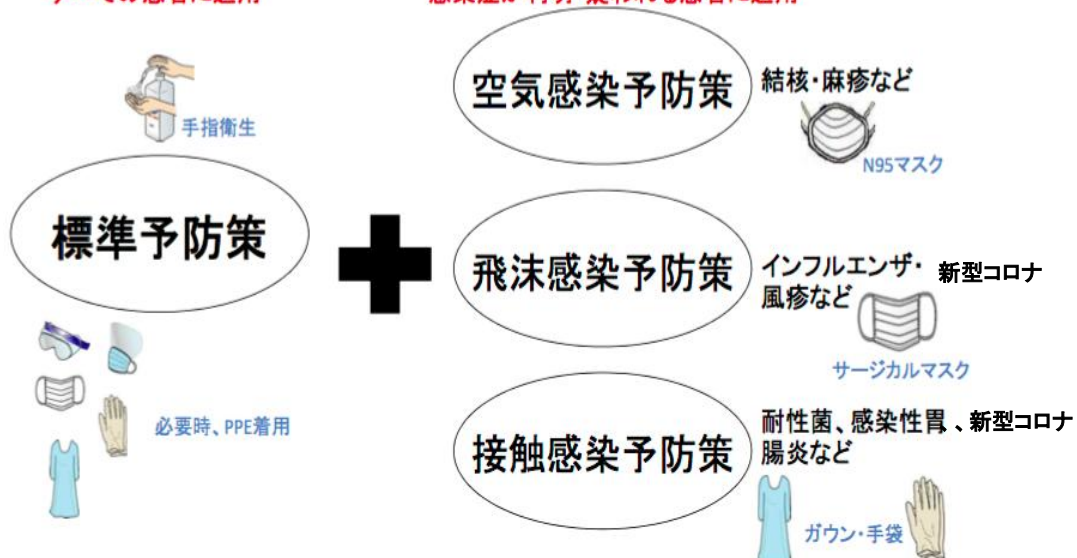 手指衛生
標準予防策
必要時、PPE着用
空気感染予防策
結核・麻疹など
N95マスク
飛沫感染予防策
インフルエンザ・ 新型コロナ
風疹など
サージカルマスク
接触感染予防策
耐性菌、感染性胃、新型コロナ
腸炎など
ガウン・手袋